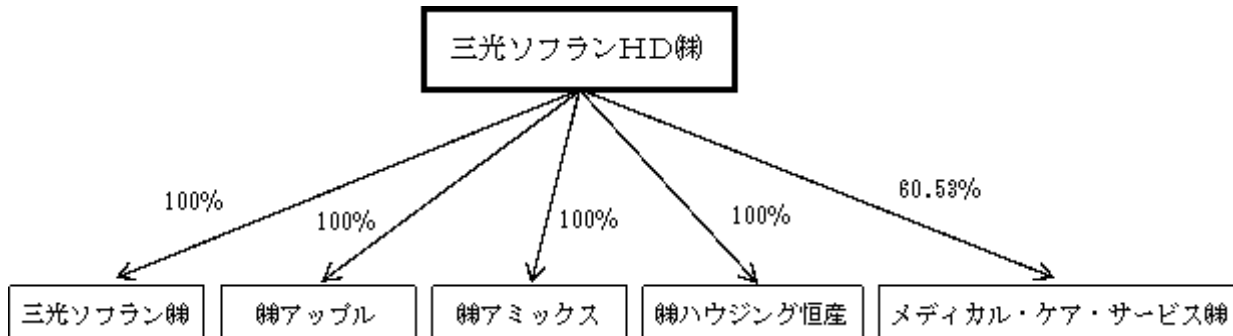 三光ソフランHD㈱
60.53%
100%
100%
100%
100%
三光ソフラン㈱
㈱アップル
㈱アミックス
㈱ハウジング恒産
メディカル・ケア・サービス㈱